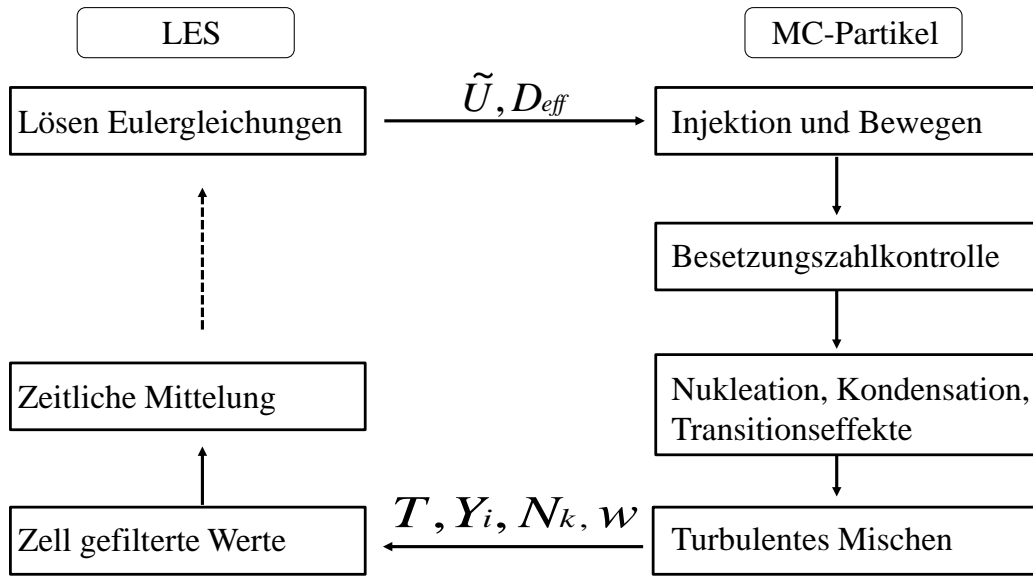 LES
MC-Partikel
Lösen Eulergleichungen
Ũ, D_eff
Injektion und Bewegen
Besetzungszahlkontrolle
Zeitliche Mittelung
Nukleation, Kondensation,
Transitionseffekte
Zell gefilterte Werte
T, Y_i, N_k, w
Turbulentes Mischen